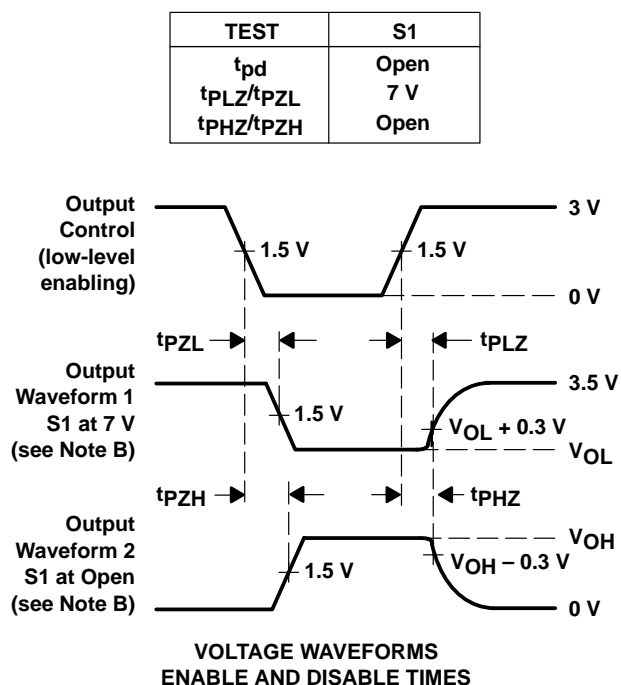 TEST S1
tpd Open
tPLZ/tPZL 7 V
tPHZ/tPZH Open
Output
Control
(low-level
enabling)
1.5 V
1.5 V
3 V
0 V
tPZL
tPLZ
Output
Waveform 1
S1 at 7 V
(see Note B)
1.5 V
3.5 V
VOL + 0.3 V
VOL
tPZH
tPHZ
Output
Waveform 2
S1 at Open
(see Note B)
1.5 V
VOH
VOH – 0.3 V
0 V
VOLTAGE WAVEFORMS
ENABLE AND DISABLE TIMES